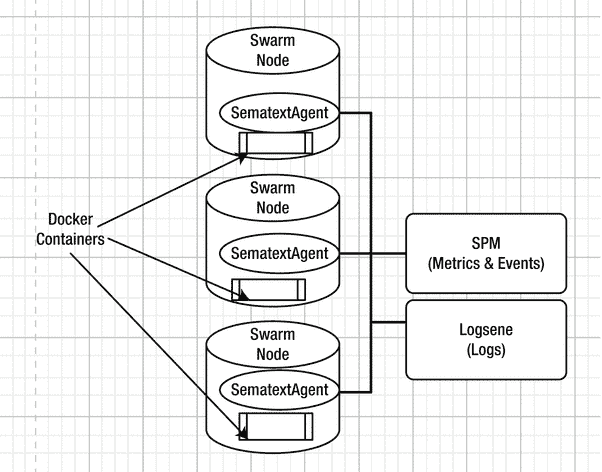 Swarm
Node
SematextAgent
Swarm
Node
SematextAgent
Swarm
Node
SematextAgent
Docker
Containers
SPM
(Metrics & Events)
Logsene
(Logs)